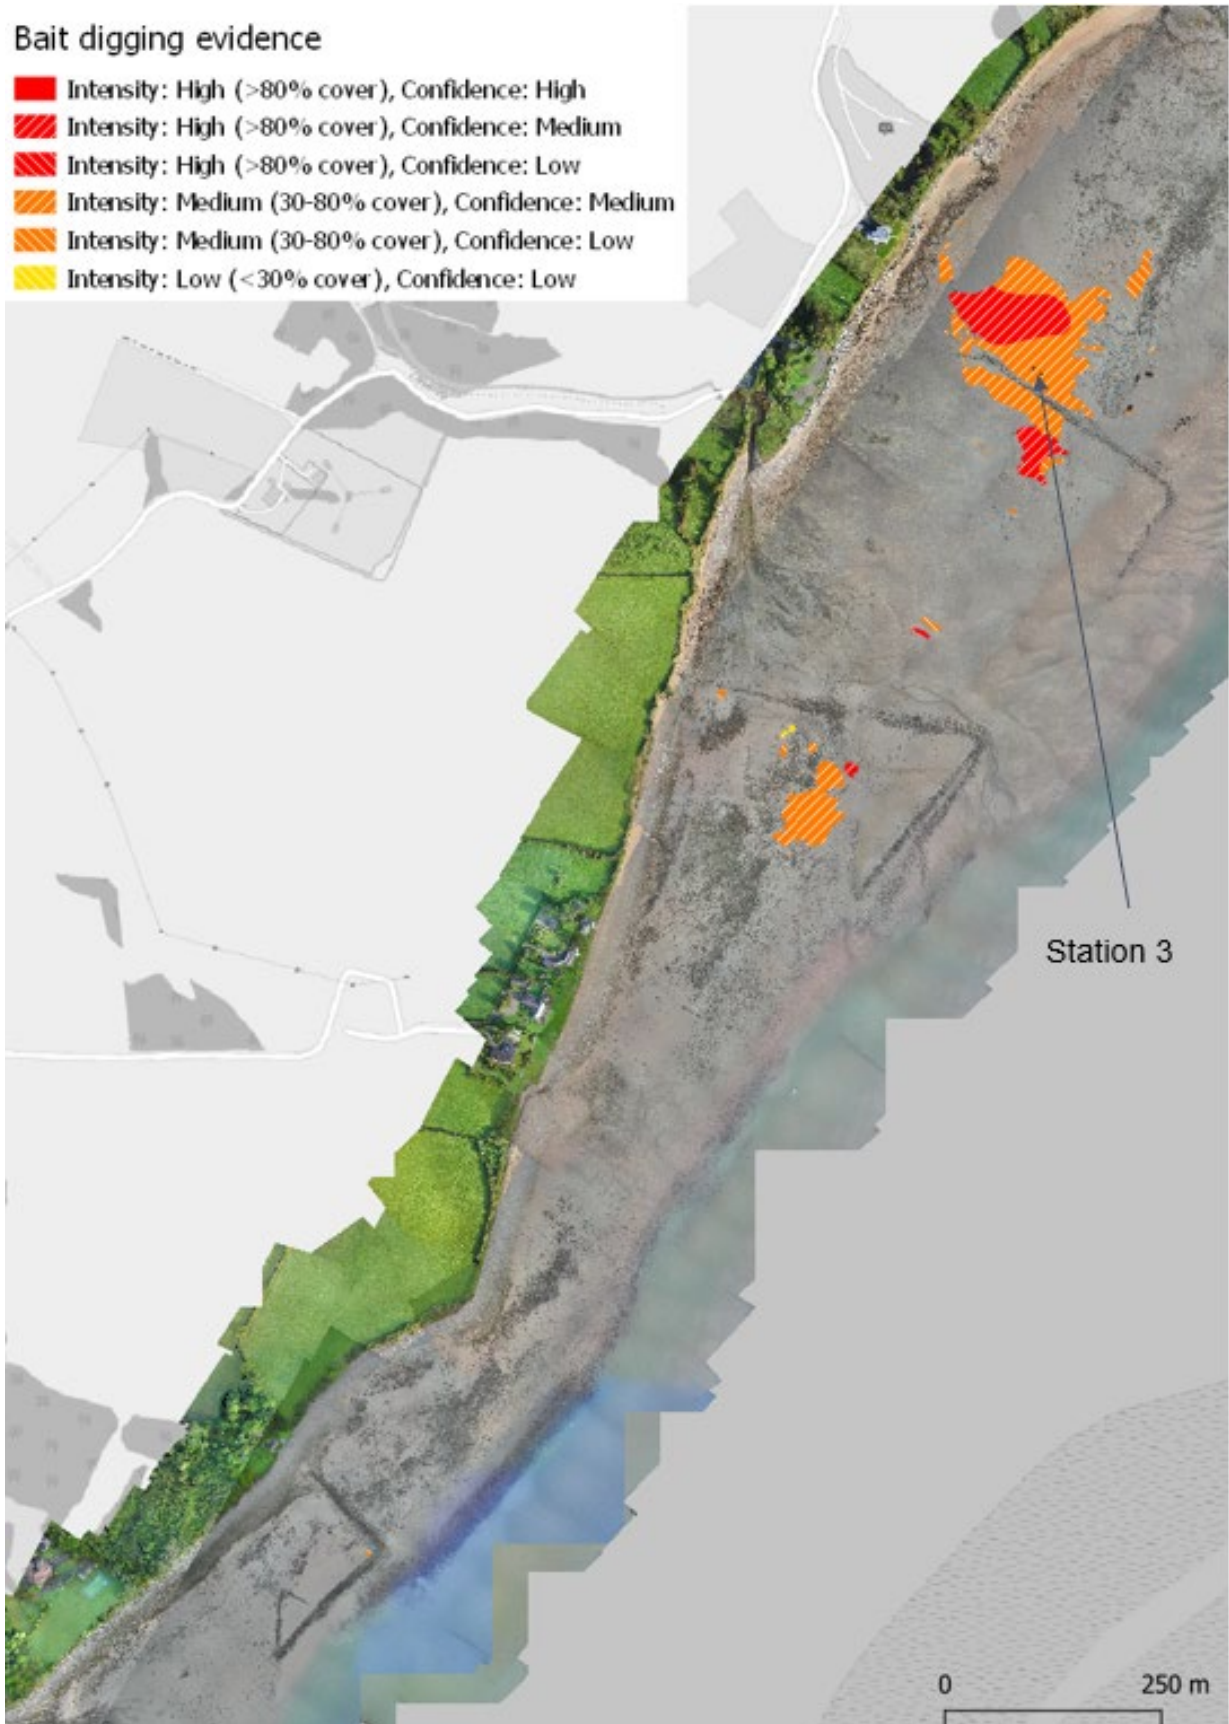 Bait digging evidence
Intensity: High (>80% cover), Confidence: High
Intensity: High (>80% cover), Confidence: Medium
Intensity: High (>80% cover), Confidence: Low
Intensity: Medium (30-80% cover), Confidence: Medium
Intensity: Medium (30-80% cover), Confidence: Low
Intensity: Low (<30% cover), Confidence: Low
Station 3
0 250 m